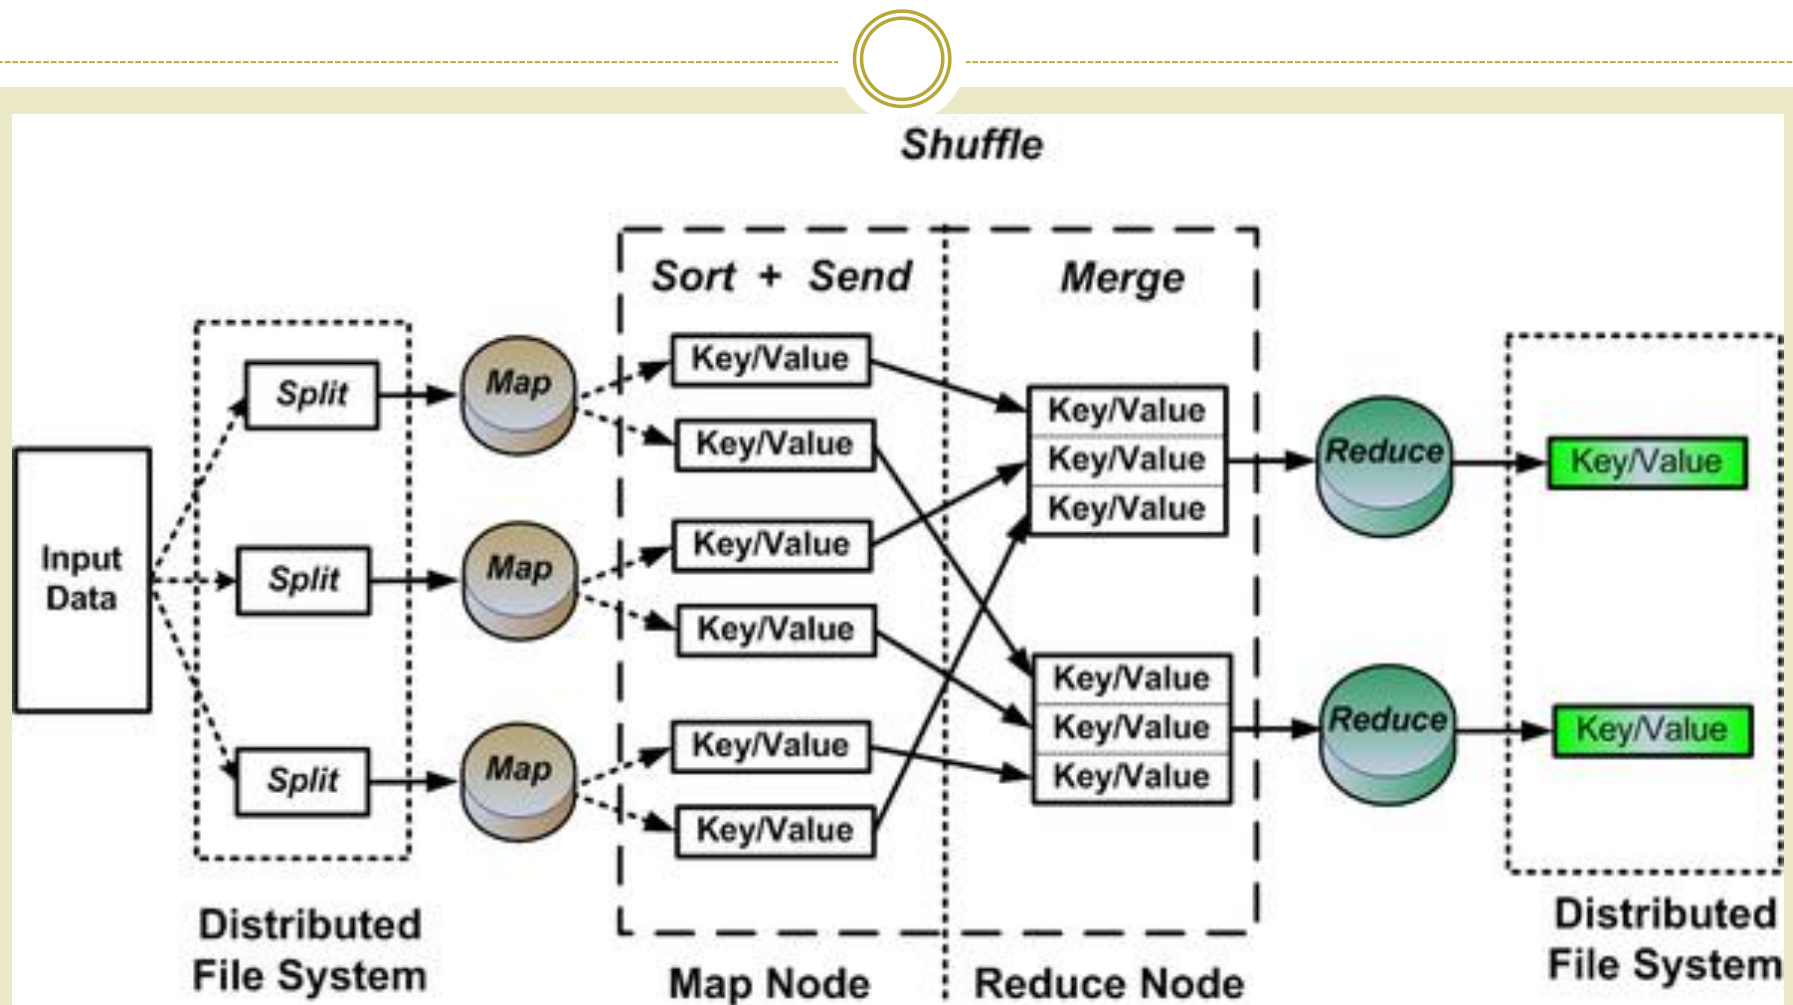 Shuffle
Sort + Send
Merge
Input
Data
Split
Split
Split
Map
Map
Map
Key/Value
Key/Value
Key/Value
Key/Value
Key/Value
Key/Value
Key/Value
Key/Value
Key/Value
Key/Value
Key/Value
Key/Value
Reduce
Reduce
Key/Value
Key/Value
Distributed
File System
Map Node
Reduce Node
Distributed
File System